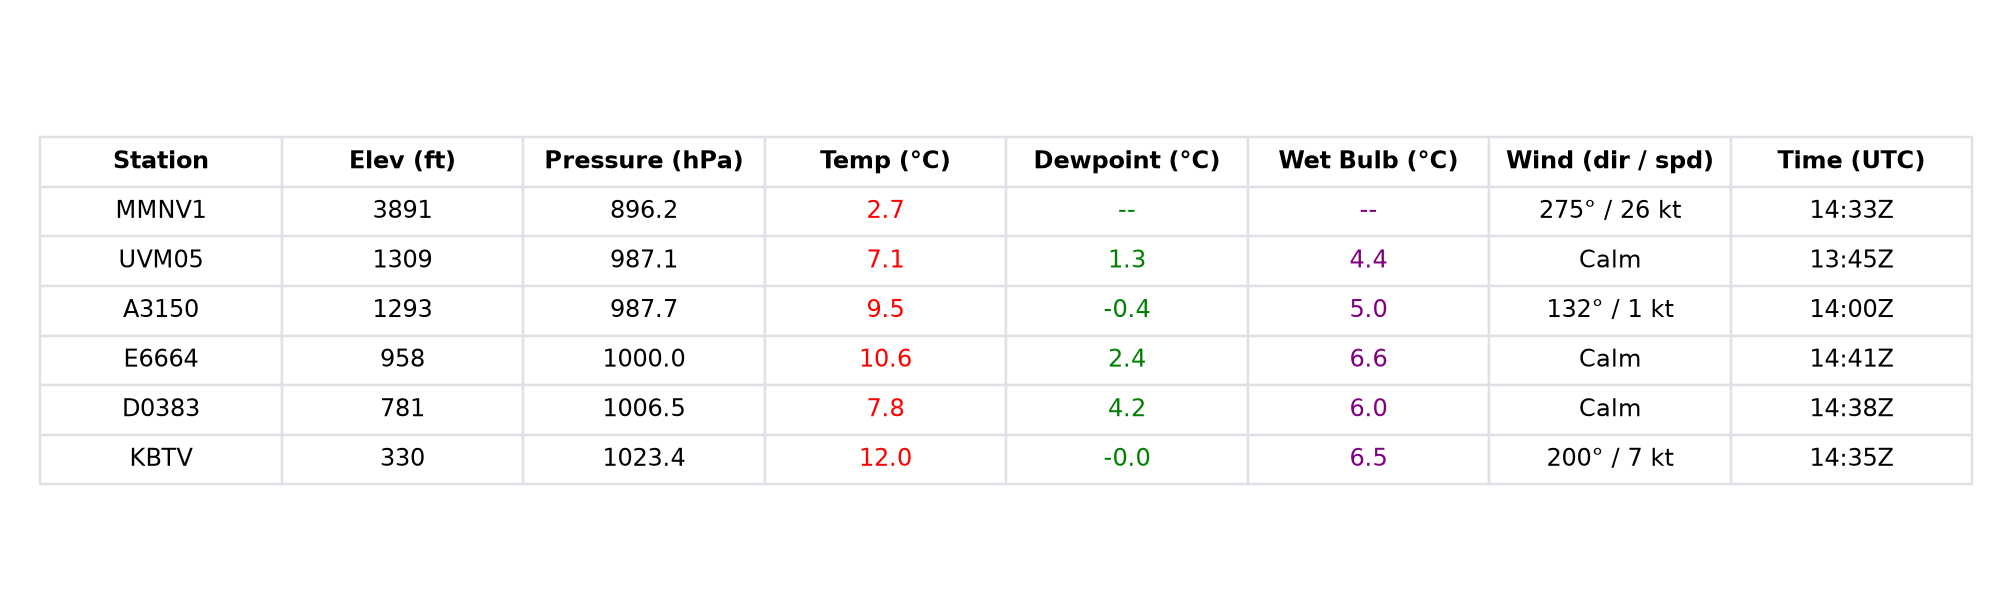 Station Elev (ft) Pressure (hPa) Temp (°C) Dewpoint (°C) Wet Bulb (°C) Wind (dir / spd) Time (UTC)
MMNV1 3891 896.2 2.7 -- -- 275° / 26 kt 14:33Z
UVM05 1309 987.1 7.1 1.3 4.4 Calm 13:45Z
A3150 1293 987.7 9.5 -0.4 5.0 132° / 1 kt 14:00Z
E6664 958 1000.0 10.6 2.4 6.6 Calm 14:41Z
D0383 781 1006.5 7.8 4.2 6.0 Calm 14:38Z
KBTV 330 1023.4 12.0 -0.0 6.5 200° / 7 kt 14:35Z